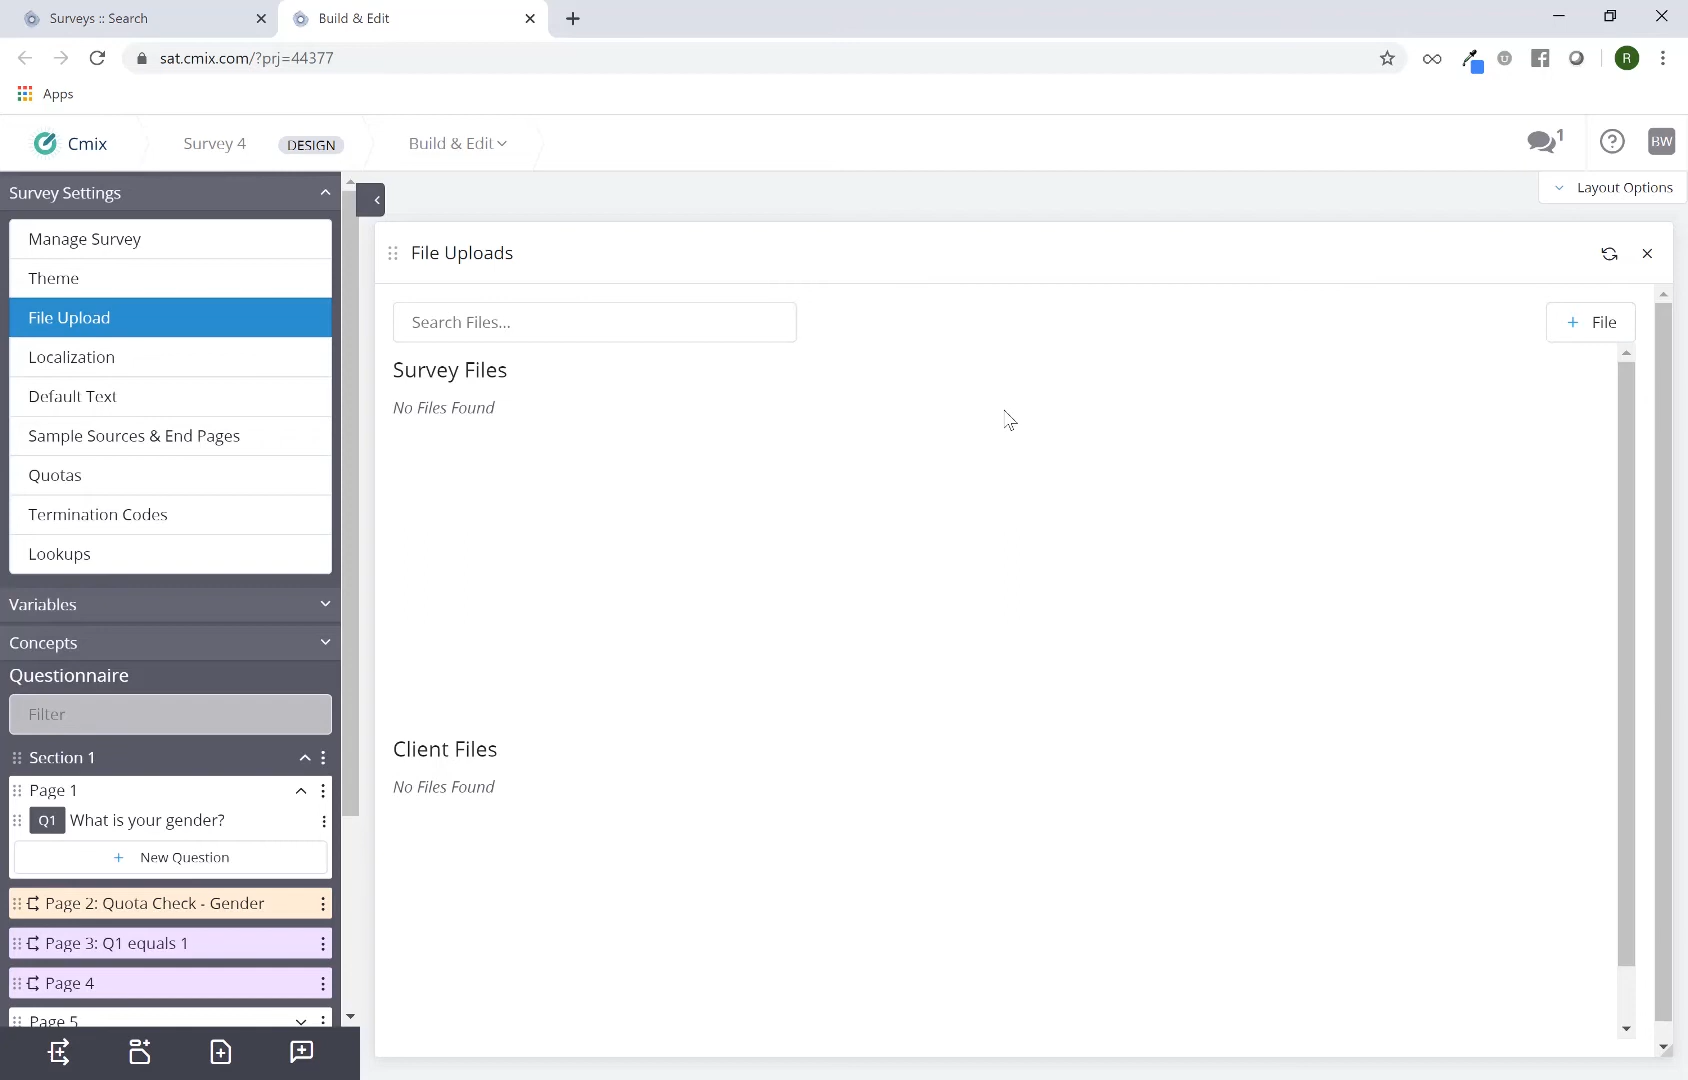 Surveys :: Search
Build & Edit
sat.cmix.com/?prj=44377
R
Apps
Cmix
Survey 4
DESIGN
Build & Edit
1
BW
Survey Settings
Layout Options
Manage Survey
Theme
File Upload
Localization
Default Text
Sample Sources & End Pages
Quotas
Termination Codes
Lookups
Variables
Concepts
Questionnaire
Filter
Section 1
Page 1
Q1 What is your gender?
+ New Question
Page 2: Quota Check - Gender
Page 3: Q1 equals 1
Page 4
Page 5
File Uploads
Search Files...
+ File
Survey Files
No Files Found
Client Files
No Files Found